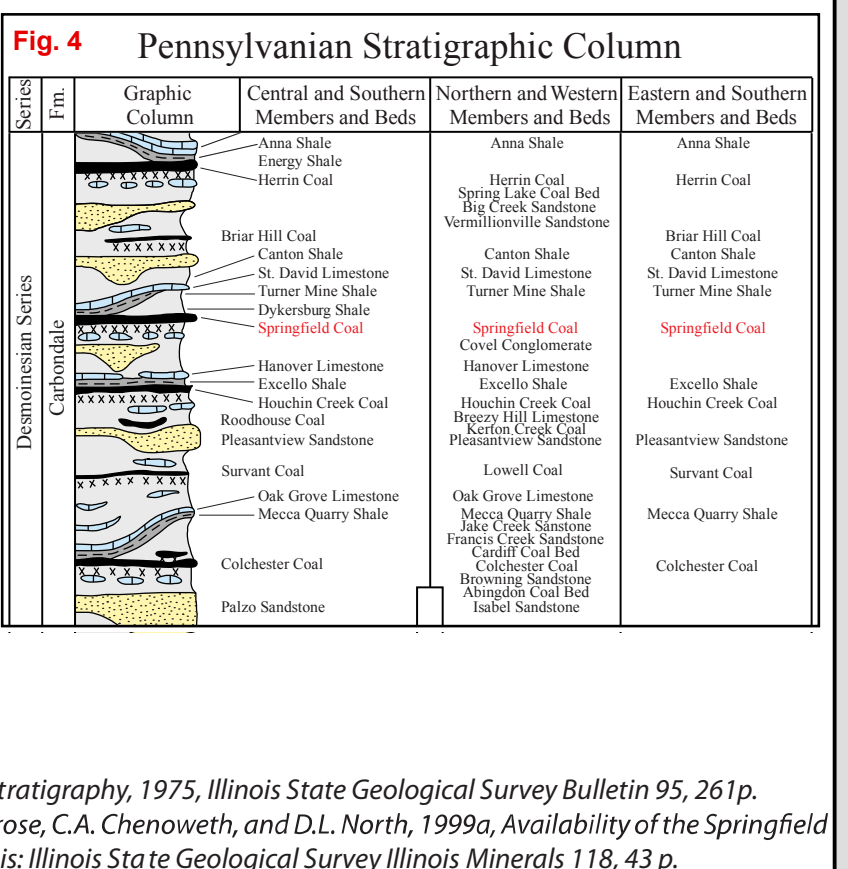 Fig. 4
Pennsylvanian Stratigraphic Column
Series
Fm.
Graphic
Column
Central and Southern
Members and Beds
Northern and Western
Members and Beds
Eastern and Southern
Members and Beds
Desmoinesian Series
Carbondale
Anna Shale
Energy Shale
Herrin Coal
Briar Hill Coal
Canton Shale
St. David Limestone
Turner Mine Shale
Dykersburg Shale
Springfield Coal
Hanover Limestone
Excello Shale
Houchin Creek Coal
Roodhouse Coal
Pleasantview Sandstone
Survant Coal
Oak Grove Limestone
Mecca Quarry Shale
Colchester Coal
Palzo Sandstone
Anna Shale
Herrin Coal
Spring Lake Coal Bed
Big Creek Sandstone
Vermillionville Sandstone
Canton Shale
St. David Limestone
Turner Mine Shale
Springfield Coal
Covel Conglomerate
Hanover Limestone
Excello Shale
Houchin Creek Coal
Breezy Hill Limestone
Kerton Creek Coal
Pleasantview Sandstone
Lowell Coal
Oak Grove Limestone
Mecca Quarry Shale
Jake Creek Sanstone
Francis Creek Sandstone
Cardiff Coal Bed
Colchester Coal
Browning Sandstone
Abingdon Coal Bed
Isabel Sandstone
Anna Shale
Herrin Coal
Briar Hill Coal
Canton Shale
St. David Limestone
Turner Mine Shale
Springfield Coal
Excello Shale
Houchin Creek Coal
Pleasantview Sandstone
Survant Coal
Mecca Quarry Shale
Colchester Coal
tratigraphy, 1975, Illinois State Geological Survey Bulletin 95, 261p.
rose, C.A. Chenoweth, and D.L. North, 1999a, Availability of the Springfield
is: Illinois State Geological Survey Illinois Minerals 118, 43 p.